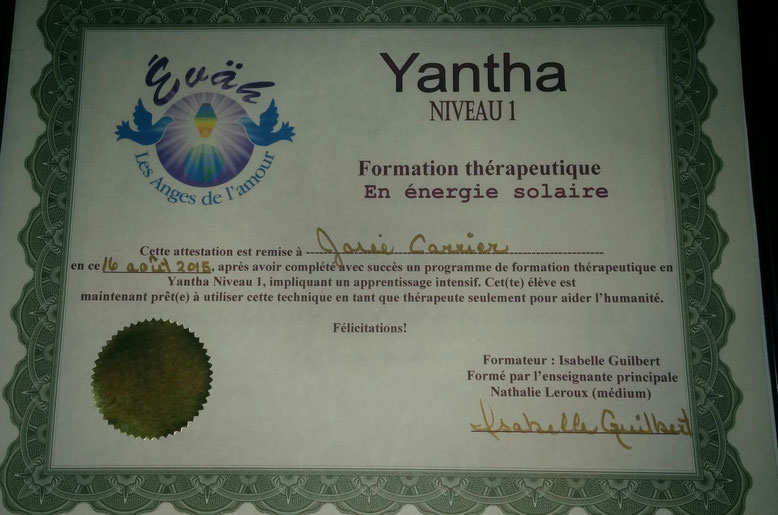 Éväh
Les Anges de l'amour
Yantha
NIVEAU 1
Formation thérapeutique
En énergie solaire
Cette attestation est remise à Josée Carrier
en ce 16 août 2015, après avoir complété avec succès un programme de formation thérapeutique en
Yantha Niveau 1, impliquant un apprentissage intensif. Cet(te) élève est
maintenant prêt(e) à utiliser cette technique en tant que thérapeute seulement pour aider l'humanité.
Félicitations!
Formateur : Isabelle Guilbert
Formé par l'enseignante principale
Nathalie Leroux (médium)
Isabelle Guilbert